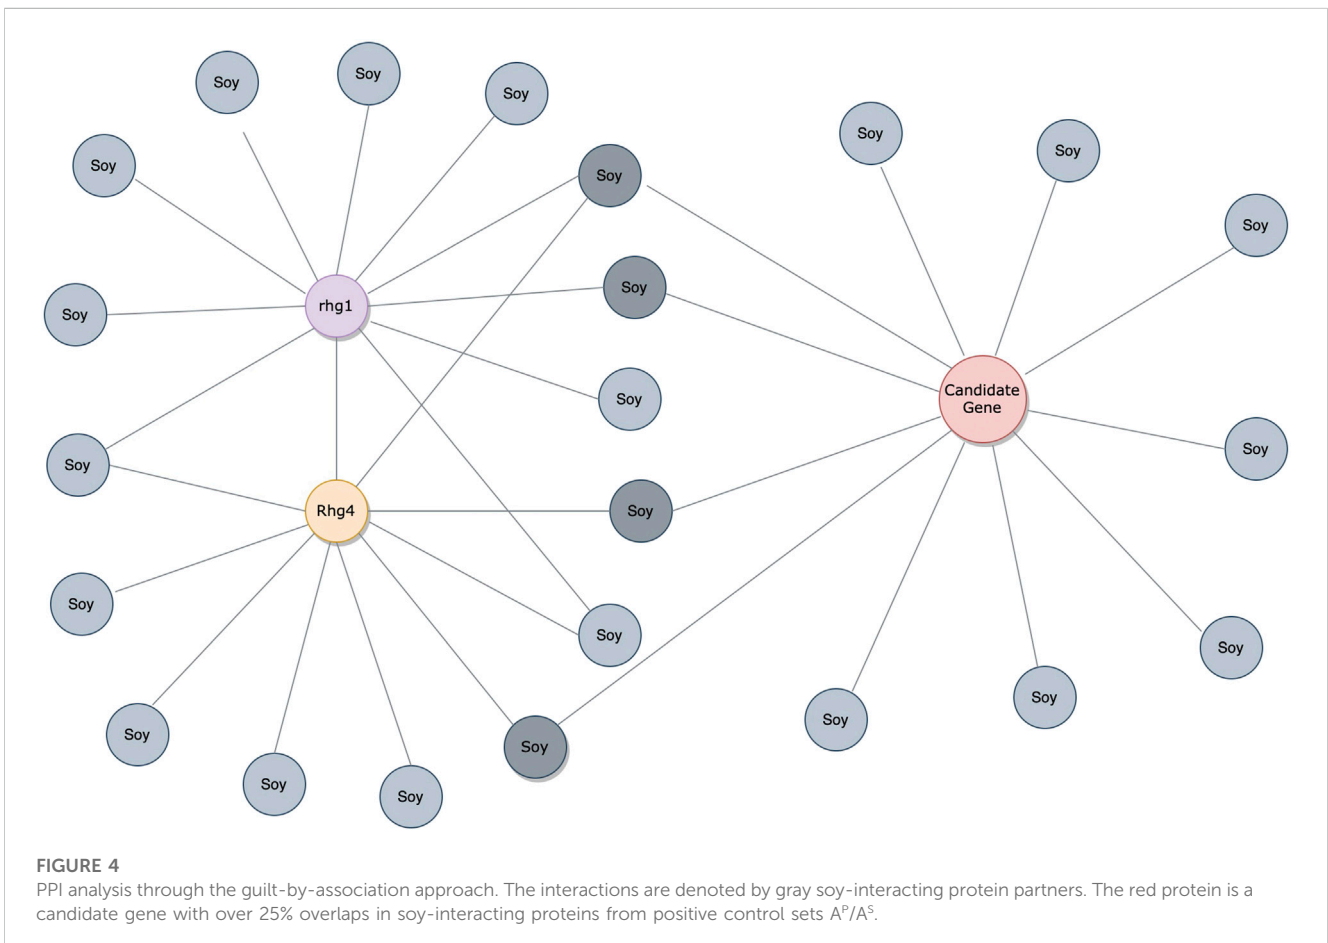 Soy
Soy
Soy
Soy
Soy
Soy
Soy
Soy
Soy
rhg1
Soy
Candidate
Gene
Soy
Soy
Soy
Rhg4
Soy
Soy
Soy
Soy
Soy
Soy
Soy
Soy
Soy
Soy
FIGURE 4
PPI analysis through the guilt-by-association approach. The interactions are denoted by gray soy-interacting protein partners. The red protein is a
candidate gene with over 25% overlaps in soy-interacting proteins from positive control sets Aᴾ/Aˢ.